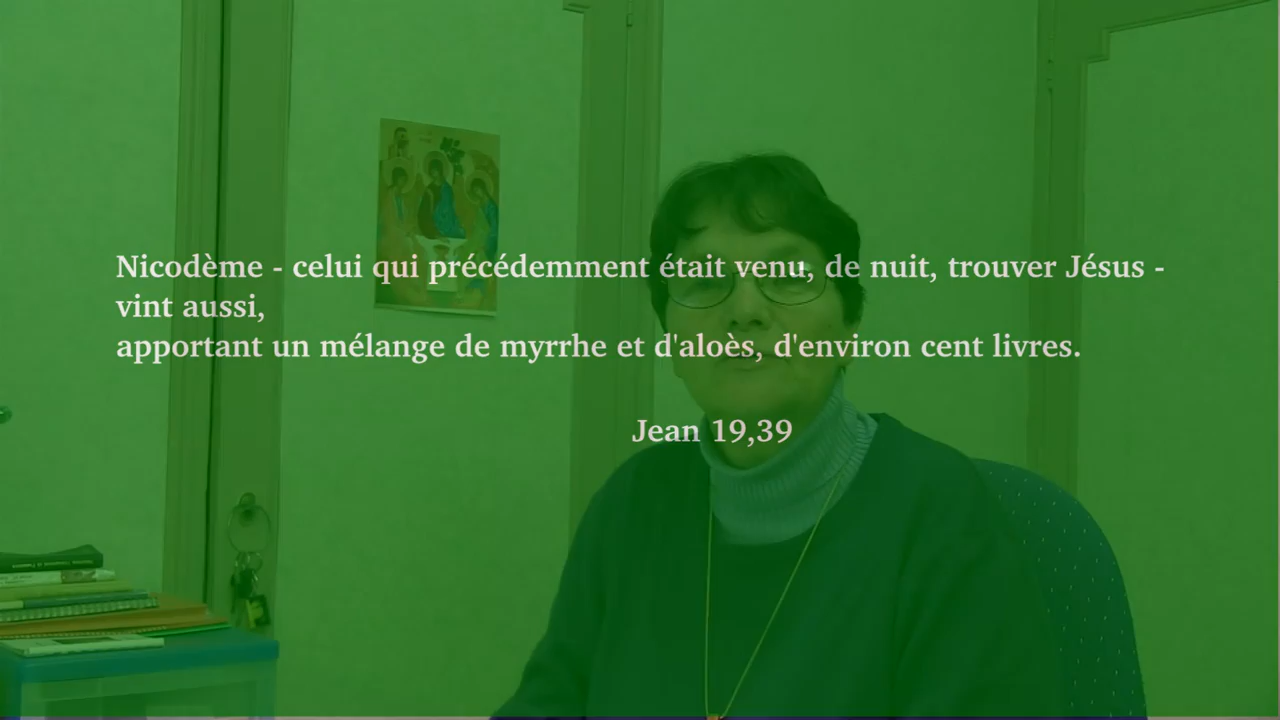 Nicodème - celui qui précédemment était venu, de nuit, trouver Jésus -
vint aussi,
apportant un mélange de myrrhe et d'aloès, d'environ cent livres.
Jean 19,39